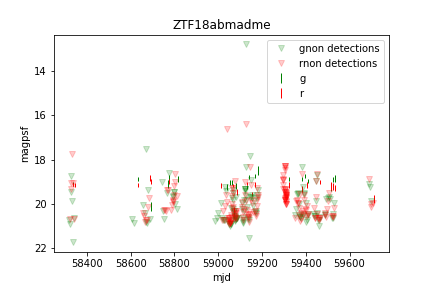 ZTF18abmadme
gnon detections
rnon detections
g
r
magpsf
14
16
18
20
22
58400 58600 58800 59000 59200 59400 59600
mjd